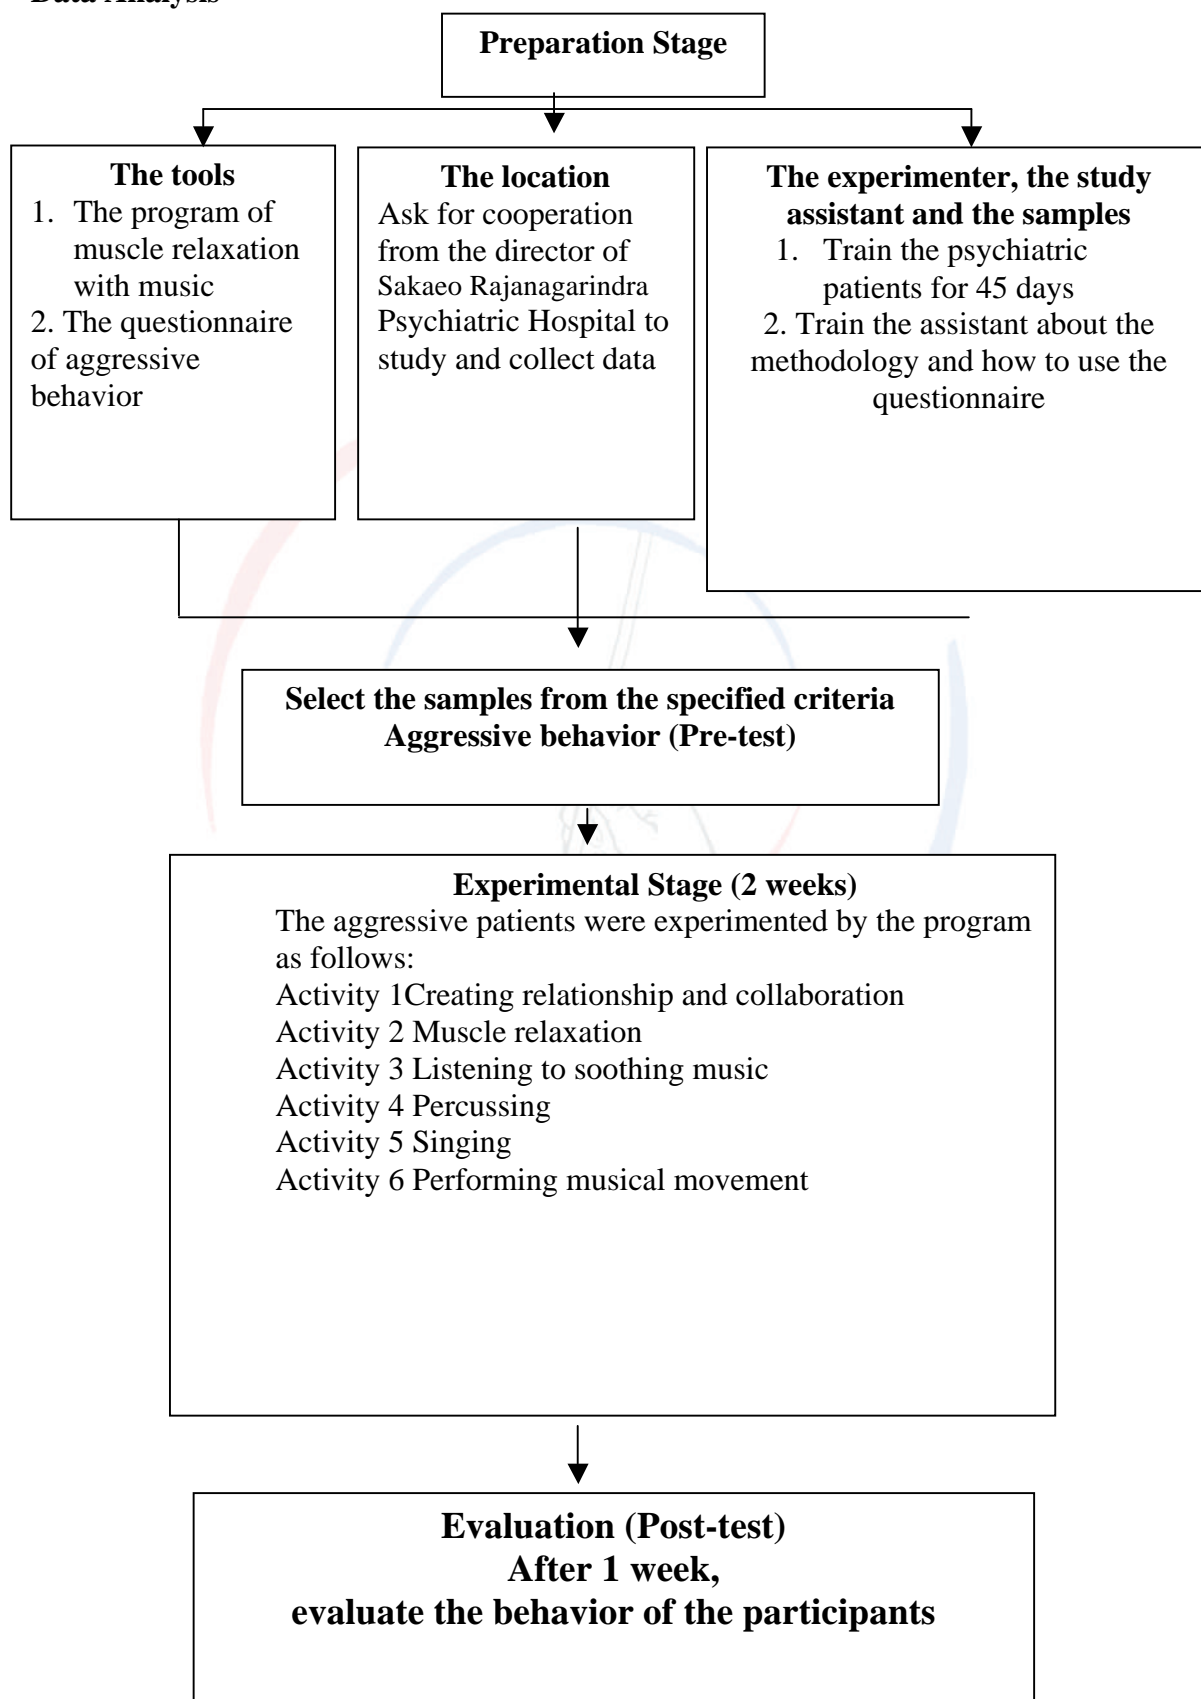 Data Analysis
Preparation Stage
The tools
1. The program of
muscle relaxation
with music
2. The questionnaire
of aggressive
behavior
The location
Ask for cooperation
from the director of
Sakaeo Rajanagarindra
Psychiatric Hospital to
study and collect data
The experimenter, the study
assistant and the samples
1. Train the psychiatric
patients for 45 days
2. Train the assistant about the
methodology and how to use the
questionnaire
Select the samples from the specified criteria
Aggressive behavior (Pre-test)
Experimental Stage (2 weeks)
The aggressive patients were experimented by the program
as follows:
Activity 1Creating relationship and collaboration
Activity 2 Muscle relaxation
Activity 3 Listening to soothing music
Activity 4 Percussing
Activity 5 Singing
Activity 6 Performing musical movement
Evaluation (Post-test)
After 1 week,
evaluate the behavior of the participants